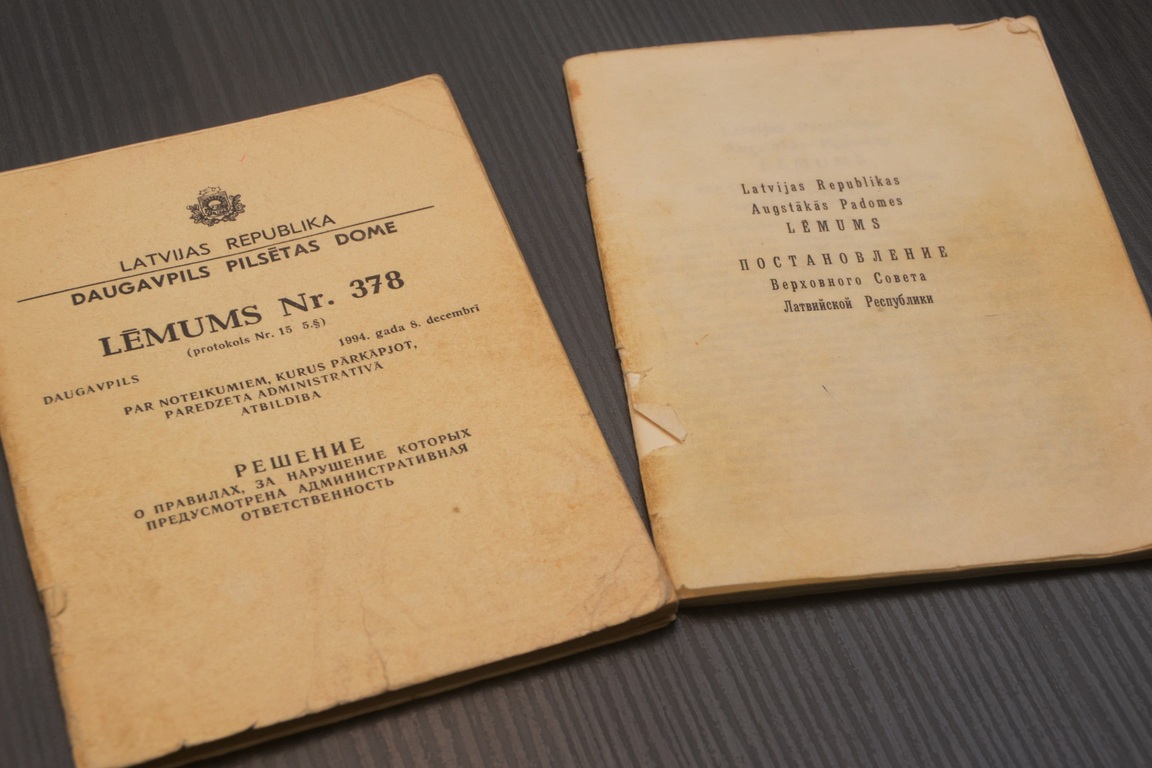 LATVIJAS REPUBLIKA
DAUGAVPILS PILSĒTAS DOME
LĒMUMS Nr. 378
(protokols Nr. 15 5.§)
1994. gada 8. decembrī
DAUGAVPILS
PAR NOTEIKUMIEM, KURUS PĀRKĀPJOT,
PAREDZĒTA ADMINISTRATĪVĀ
ATBILDĪBA
РЕШЕНИЕ
О ПРАВИЛАХ, ЗА НАРУШЕНИЕ КОТОРЫХ
ПРЕДУСМОТРЕНА АДМИНИСТРАТИВНАЯ
ОТВЕТСТВЕННОСТЬ
Latvijas Republikas
Augstākās Padomes
LĒMUMS
ПОСТАНОВЛЕНИЕ
Верховного Совета
Латвийской Республики